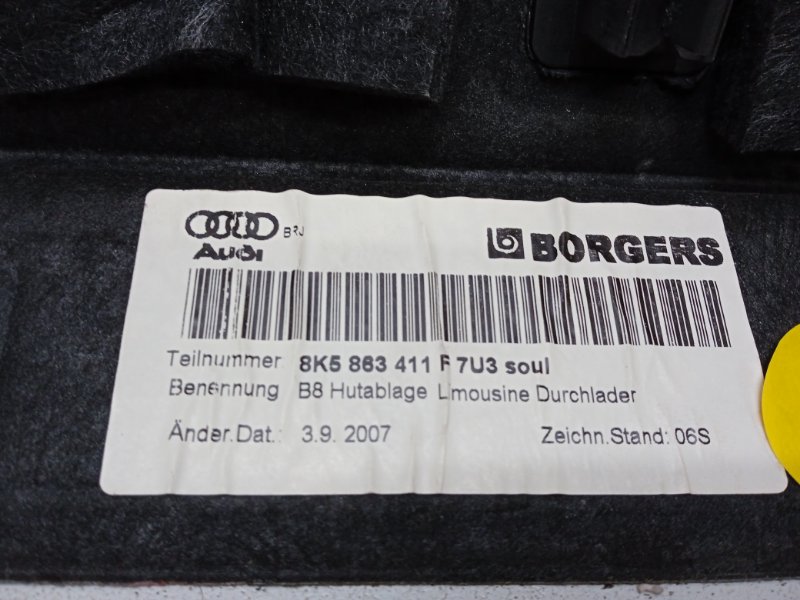 BRJ
Audi
BORGERS
Teilnummer 8K5 863 411 F 7U3 soul
Benennung B8 Hutablage Limousine Durchlader
Änder.Dat.: 3.9. 2007 Zeichn.Stand: 06S